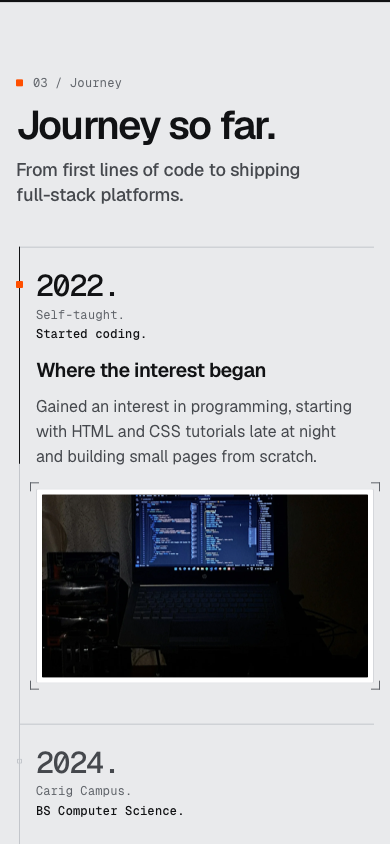 03 / Journey
Journey so far.
From first lines of code to shipping
full-stack platforms.
2022.
Self-taught.
Started coding.
Where the interest began
Gained an interest in programming, starting
with HTML and CSS tutorials late at night
and building small pages from scratch.
2024.
Carig Campus.
BS Computer Science.